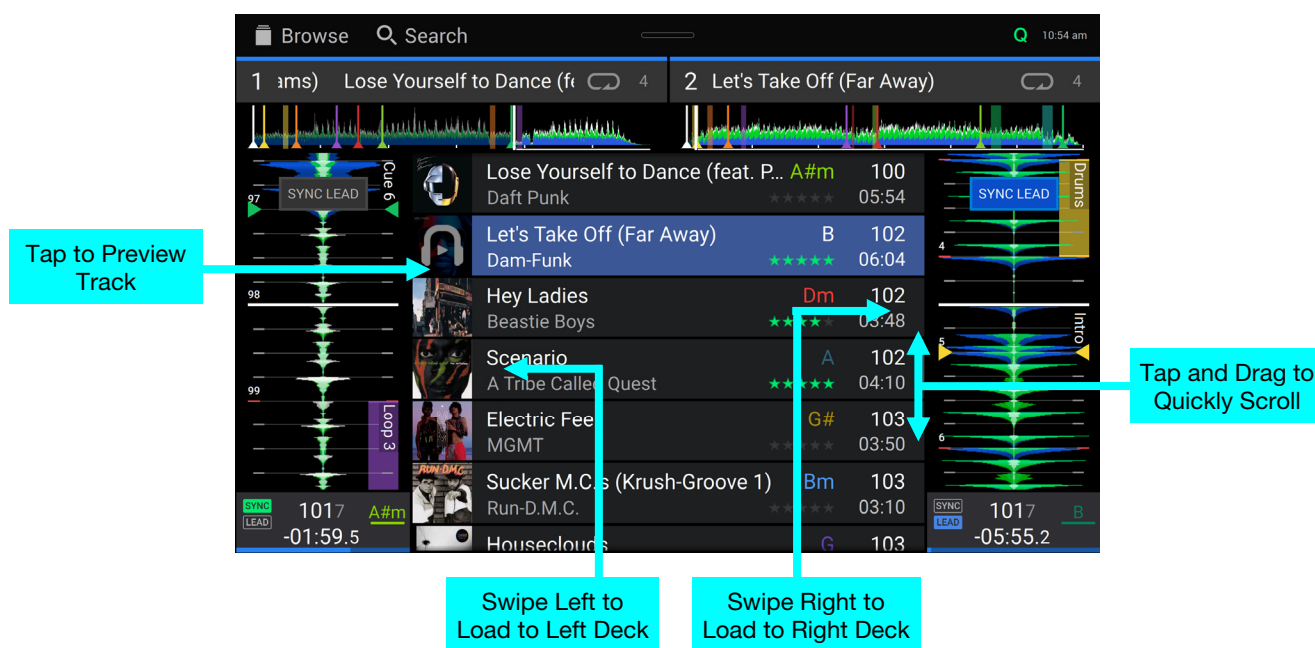 Browse Search Q 10:54 am
1 ams) Lose Yourself to Dance (fe 4 2 Let's Take Off (Far Away) 4
Lose Yourself to Dance (feat. P... A#m 100
Daft Punk ★★★★★ 05:54
Let's Take Off (Far Away) B 102
Dam-Funk ★★★★★ 06:04
Hey Ladies Dm 102
Beastie Boys ★★★★★ 03:48
Scenario A 102
A Tribe Called Quest ★★★★★ 04:10
Electric Feel G# 103
MGMT ★★★★★ 03:50
Sucker M.C.'s (Krush-Groove 1) Bm 103
Run-D.M.C. ★★★★★ 03:10
Houseclouds G 103
SYNC LEAD
Cue 6
97
98
99
Loop 3
SYNC
LEAD
1017 A#m
-01:59.5
SYNC LEAD
Drums
4
Intro
5
6
SYNC
LEAD
1017 B
-05:55.2
RUN-DMC
Tap to Preview
Track
Tap and Drag to
Quickly Scroll
Swipe Left to
Load to Left Deck
Swipe Right to
Load to Right Deck